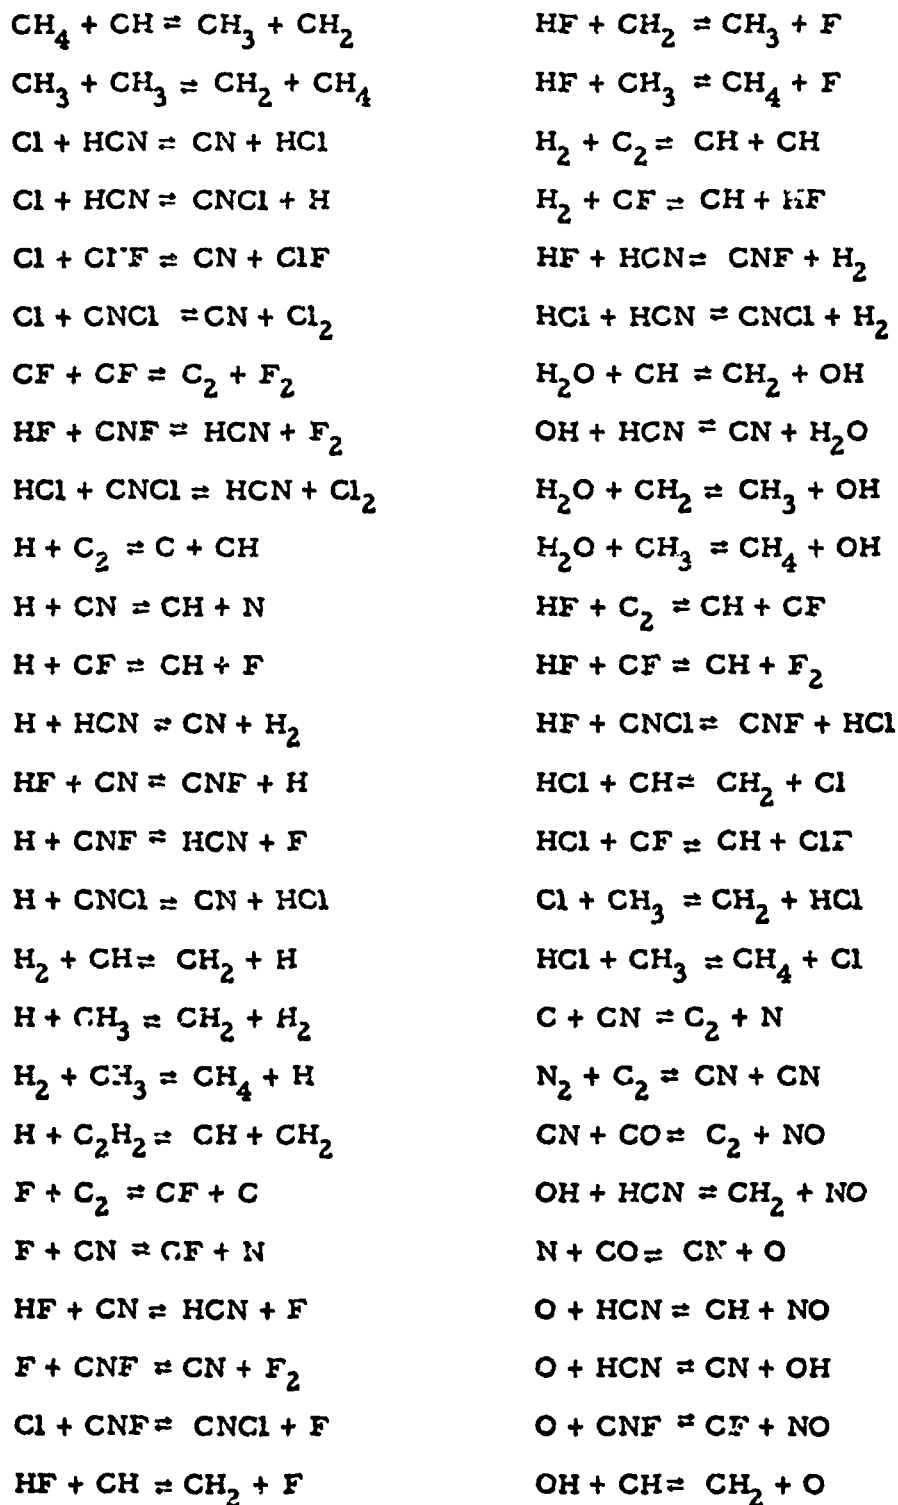 CH₄ + CH ⇌ CH₃ + CH₂
CH₃ + CH₃ ⇌ CH₂ + CH₄
Cl + HCN ⇌ CN + HCl
Cl + HCN ⇌ CNCl + H
Cl + CNF ⇌ CN + ClF
Cl + CNCl ⇌ CN + Cl₂
CF + CF ⇌ C₂ + F₂
HF + CNF ⇌ HCN + F₂
HCl + CNCl ⇌ HCN + Cl₂
H + C₂ ⇌ C + CH
H + CN ⇌ CH + N
H + CF ⇌ CH + F
H + HCN ⇌ CN + H₂
HF + CN ⇌ CNF + H
H + CNF ⇌ HCN + F
H + CNCl ⇌ CN + HCl
H₂ + CH ⇌ CH₂ + H
H + CH₃ ⇌ CH₂ + H₂
H₂ + CH₃ ⇌ CH₄ + H
H + C₂H₂ ⇌ CH + CH₂
F + C₂ ⇌ CF + C
F + CN ⇌ CF + N
HF + CN ⇌ HCN + F
F + CNF ⇌ CN + F₂
Cl + CNF ⇌ CNCl + F
HF + CH ⇌ CH₂ + F
HF + CH₂ ⇌ CH₃ + F
HF + CH₃ ⇌ CH₄ + F
H₂ + C₂ ⇌ CH + CH
H₂ + CF ⇌ CH + HF
HF + HCN ⇌ CNF + H₂
HCl + HCN ⇌ CNCl + H₂
H₂O + CH ⇌ CH₂ + OH
OH + HCN ⇌ CN + H₂O
H₂O + CH₂ ⇌ CH₃ + OH
H₂O + CH₃ ⇌ CH₄ + OH
HF + C₂ ⇌ CH + CF
HF + CF ⇌ CH + F₂
HF + CNCl ⇌ CNF + HCl
HCl + CH ⇌ CH₂ + Cl
HCl + CF ⇌ CH + ClF
Cl + CH₃ ⇌ CH₂ + HCl
HCl + CH₃ ⇌ CH₄ + Cl
C + CN ⇌ C₂ + N
N₂ + C₂ ⇌ CN + CN
CN + CO ⇌ C₂ + NO
OH + HCN ⇌ CH₂ + NO
N + CO ⇌ CN + O
O + HCN ⇌ CH + NO
O + HCN ⇌ CN + OH
O + CNF ⇌ CF + NO
OH + CH ⇌ CH₂ + O